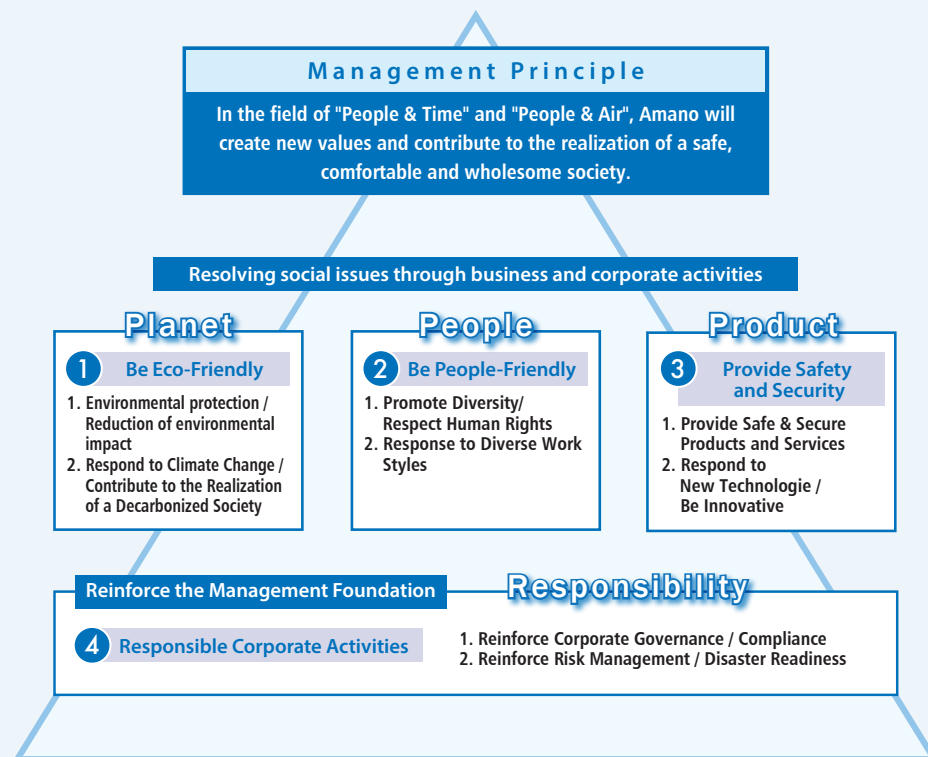 Management Principle
In the field of "People & Time" and "People & Air", Amano will
create new values and contribute to the realization of a safe,
comfortable and wholesome society.
Resolving social issues through business and corporate activities
Planet
1 Be Eco-Friendly
1. Environmental protection /
Reduction of environmental
impact
2. Respond to Climate Change /
Contribute to the Realization
of a Decarbonized Society
People
2 Be People-Friendly
1. Promote Diversity/
Respect Human Rights
2. Response to Diverse Work
Styles
Product
3 Provide Safety
and Security
1. Provide Safe & Secure
Products and Services
2. Respond to
New Technologie /
Be Innovative
Reinforce the Management Foundation
Responsibility
4 Responsible Corporate Activities
1. Reinforce Corporate Governance / Compliance
2. Reinforce Risk Management / Disaster Readiness